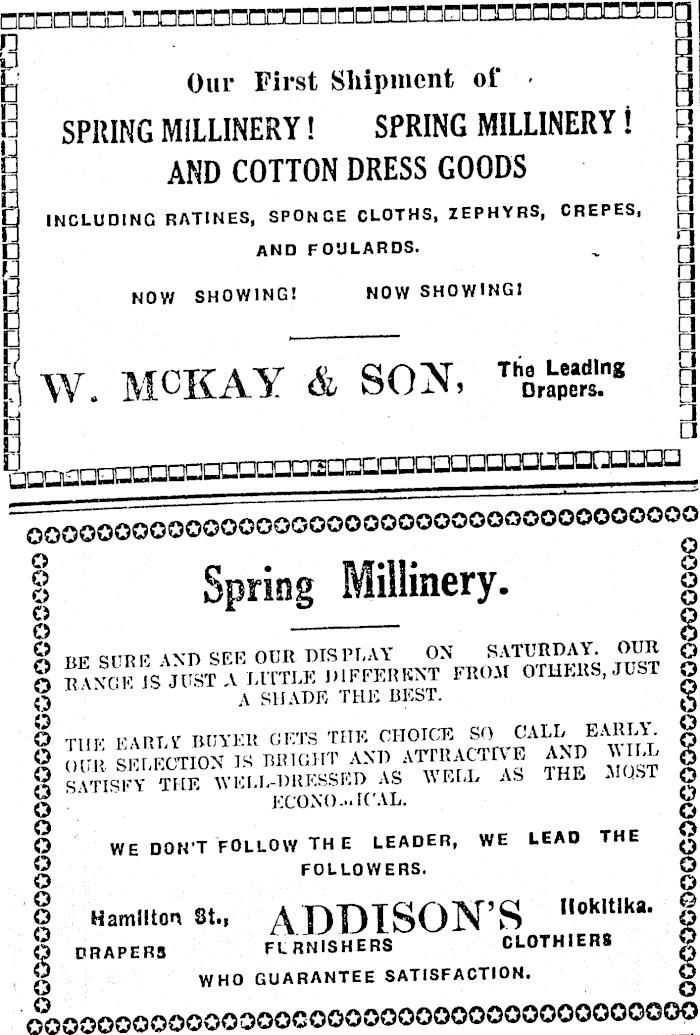 Our First Shipment of
SPRING MILLINERY! SPRING MILLINERY!
AND COTTON DRESS GOODS
INCLUDING RATINES, SPONGE CLOTHS, ZEPHYRS, CREPES,
AND FOULARDS.
NOW SHOWING! NOW SHOWING!
W. McKAY & SON, The Leading
Drapers.
Spring Millinery.
BE SURE AND SEE OUR DISPLAY ON SATURDAY. OUR
RANGE IS JUST A LITTLE DIFFERENT FROM OTHERS, JUST
A SHADE THE BEST.
THE EARLY BUYER GETS THE CHOICE SO CALL EARLY.
OUR SELECTION IS BRIGHT AND ATTRACTIVE AND WILL
SATISFY THE WELL-DRESSED AS WELL AS THE MOST
ECONOMICAL.
WE DON'T FOLLOW THE LEADER, WE LEAD THE
FOLLOWERS.
Hamilton St., ADDISON'S Hokitika.
DRAPERS FURNISHERS CLOTHIERS
WHO GUARANTEE SATISFACTION.